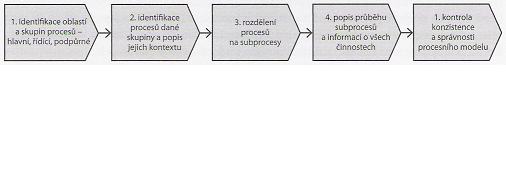 1. identifikace oblastí
a skupin procesů –
hlavní, řídící, podpůrné
2. identifikace
procesů dané
skupiny a popis
jejich kontextu
3. rozdělení
procesů
na subprocesy
4. popis průběhu
subprocesů
a informací o všech
činnostech
1. kontrola
konzistence
a správnosti
procesního modelu